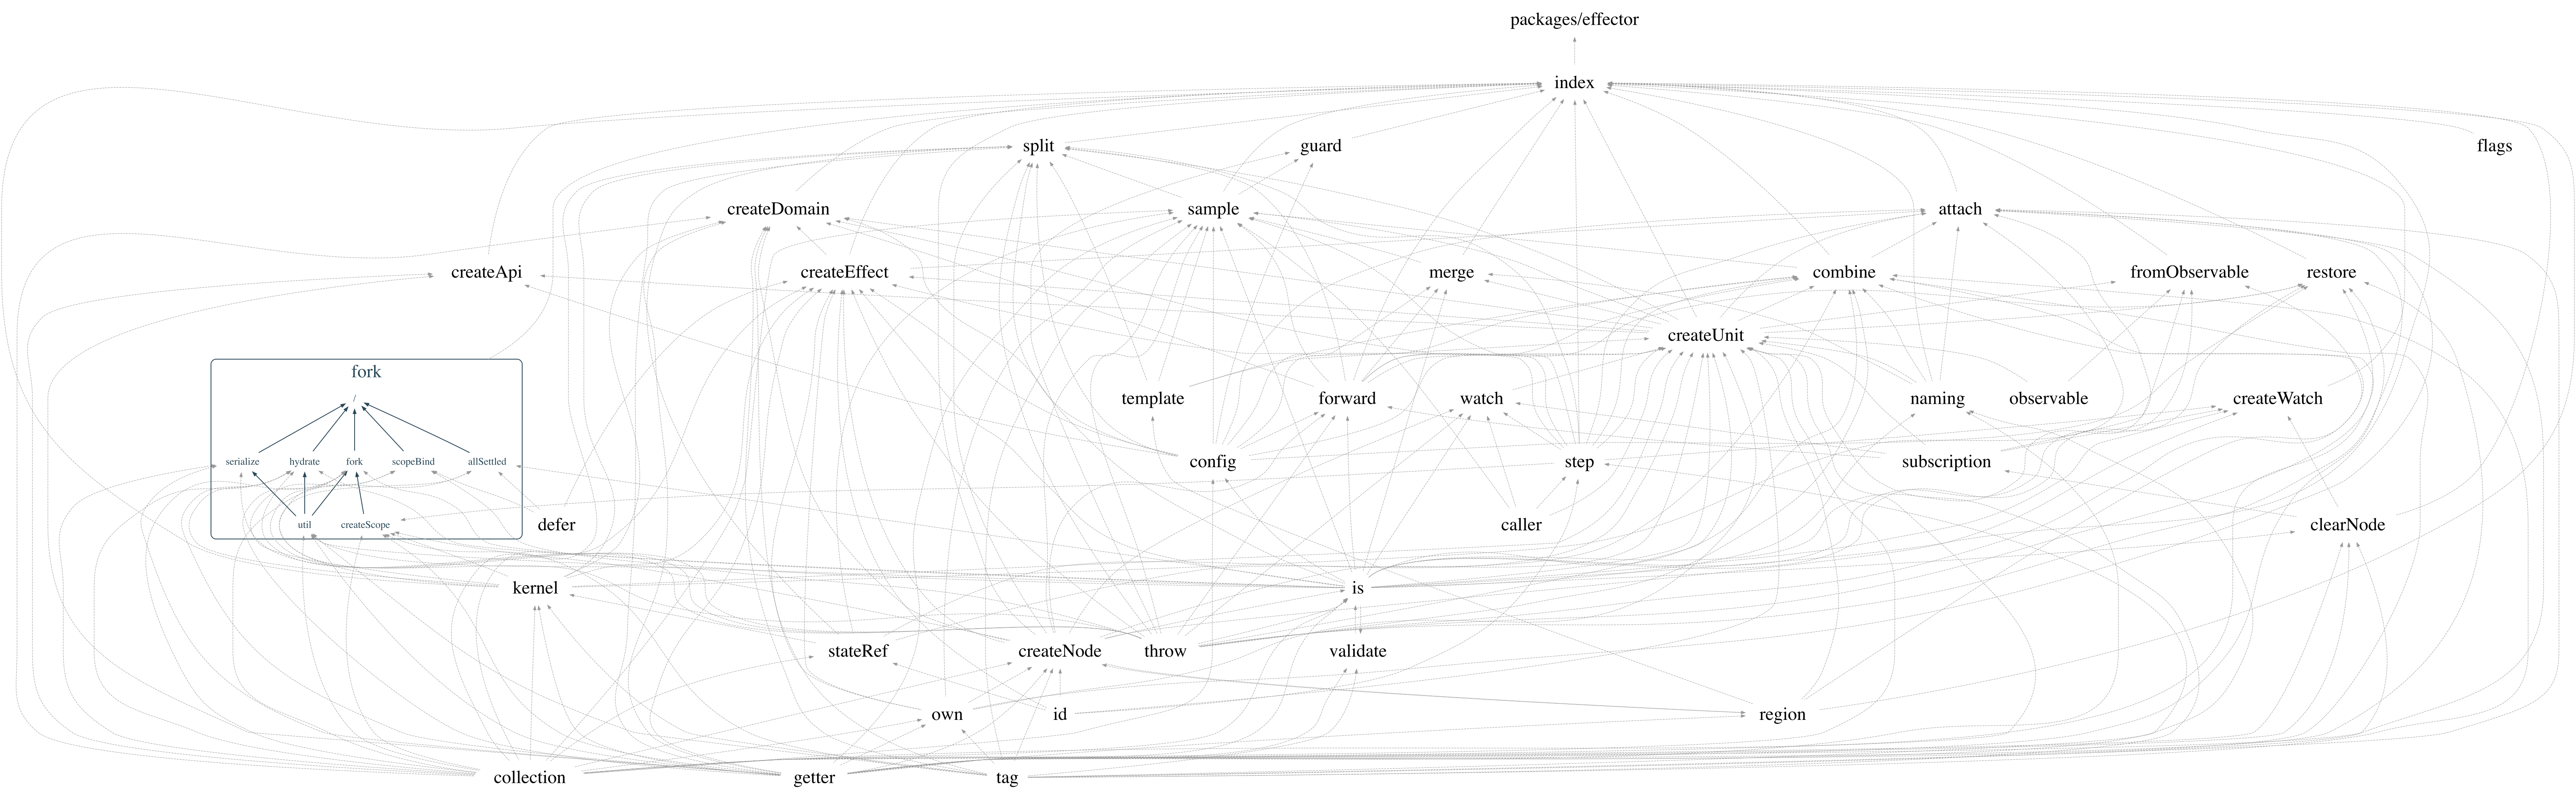 packages/effector
index
split
guard
flags
createDomain
sample
attach
createApi
createEffect
merge
combine
fromObservable
restore
createUnit
fork
/
template
forward
watch
naming
observable
createWatch
serialize
hydrate
fork
scopeBind
allSettled
config
step
subscription
util
createScope
defer
caller
clearNode
kernel
is
stateRef
createNode
throw
validate
own
id
region
collection
getter
tag